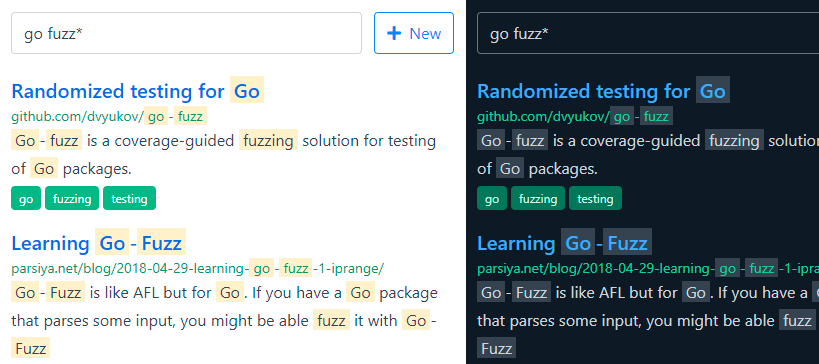 go fuzz*
+ New
Randomized testing for Go
github.com/dvyukov/go-fuzz
Go-fuzz is a coverage-guided fuzzing solution for testing
of Go packages.
go fuzzing testing
Learning Go-Fuzz
parsiya.net/blog/2018-04-29-learning-go-fuzz-1-iprange/
Go-Fuzz is like AFL but for Go. If you have a Go package
that parses some input, you might be able fuzz it with Go-
Fuzz
go fuzz*
Randomized testing for Go
github.com/dvyukov/go-fuzz
Go-fuzz is a coverage-guided fuzzing solution
of Go packages.
go fuzzing testing
Learning Go-Fuzz
parsiya.net/blog/2018-04-29-learning-go-fuzz-1-ipra
Go-Fuzz is like AFL but for Go. If you have a G
that parses some input, you might be able fuzz
Fuzz